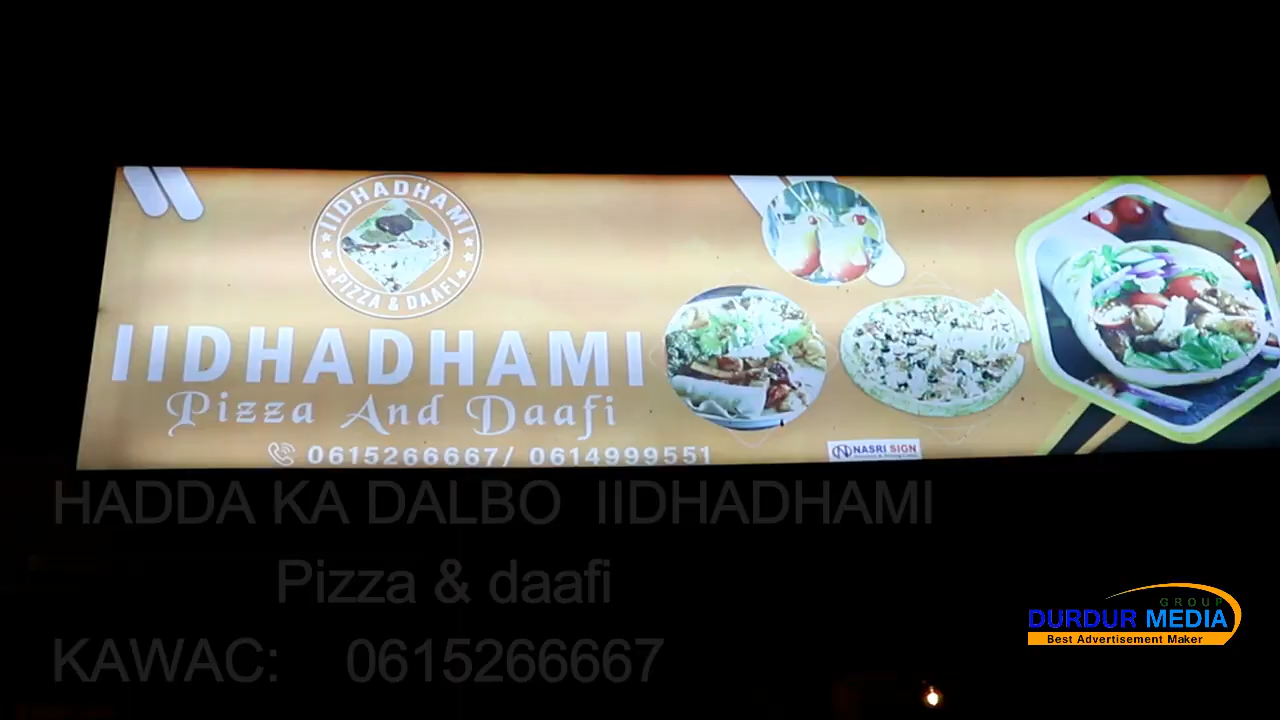 IIDHADHAMI
PIZZA & DAAFI
IIDHADHAMI
Pizza And Daafi
0615266667/ 0614999551
NASRI SIGN
HADDA KA DALBO IIDHADHAMI
Pizza & daafi
KAWAC: 0615266667
GROUP
DURDUR MEDIA
Best Advertisement Maker